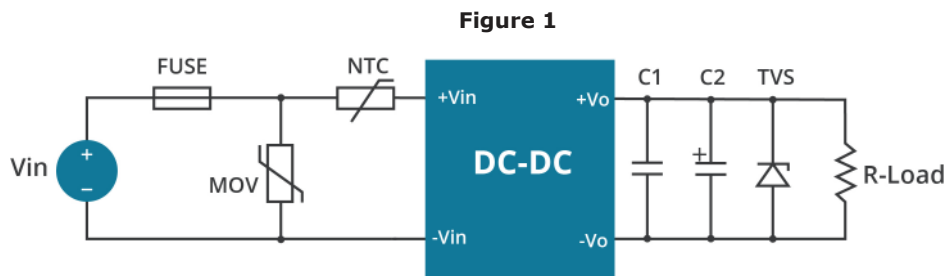 Figure 1
FUSE
NTC
C1
C2
TVS
+Vin
+Vo
Vin
+
−
MOV
DC-DC
+
R-Load
-Vin
-Vo